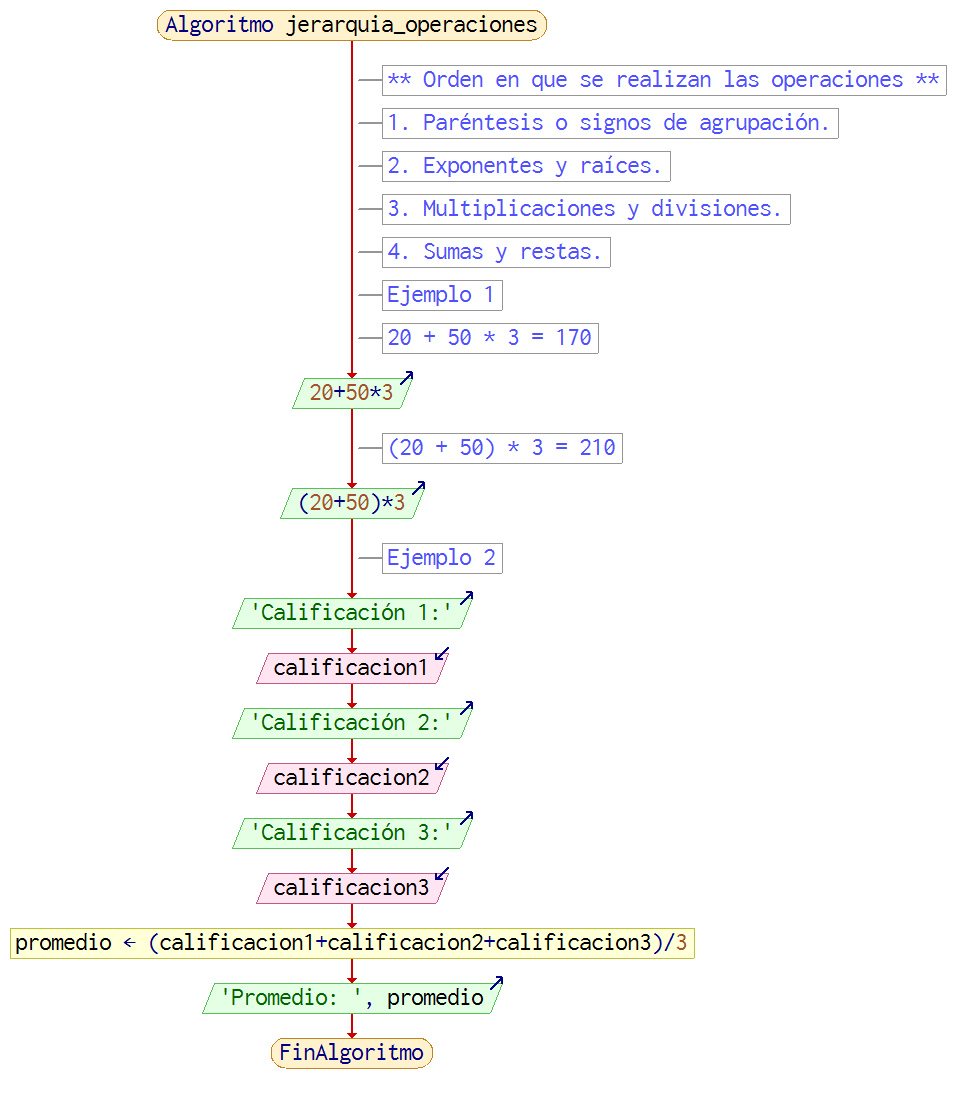 Algoritmo jerarquia_operaciones
** Orden en que se realizan las operaciones **
1. Paréntesis o signos de agrupación.
2. Exponentes y raíces.
3. Multiplicaciones y divisiones.
4. Sumas y restas.
Ejemplo 1
20 + 50 * 3 = 170
20+50*3
(20 + 50) * 3 = 210
(20+50)*3
Ejemplo 2
'Calificación 1:'
calificacion1
'Calificación 2:'
calificacion2
'Calificación 3:'
calificacion3
promedio ← (calificacion1+calificacion2+calificacion3)/3
'Promedio: ', promedio
FinAlgoritmo